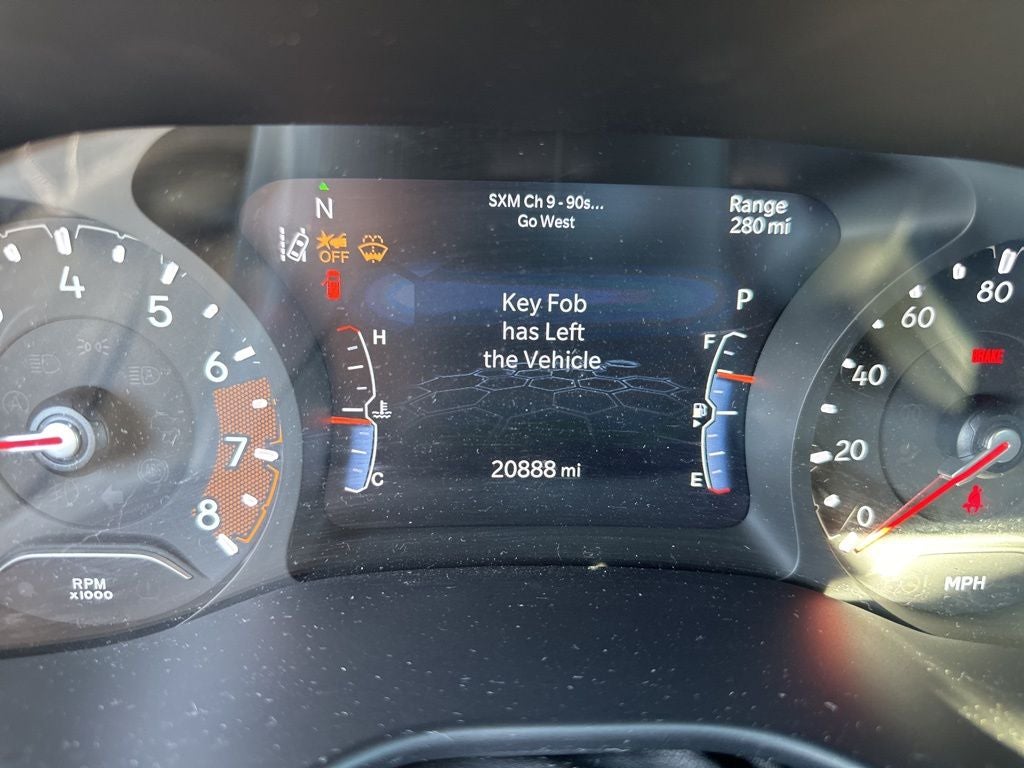 N
SXM Ch 9 - 90s...
Go West
Range
280 mi
OFF
Key Fob
has Left
the Vehicle
P
H
C
F
E
20888 mi
4
5
6
7
8
RPM
x1000
80
60
40
20
0
BRAKE
MPH